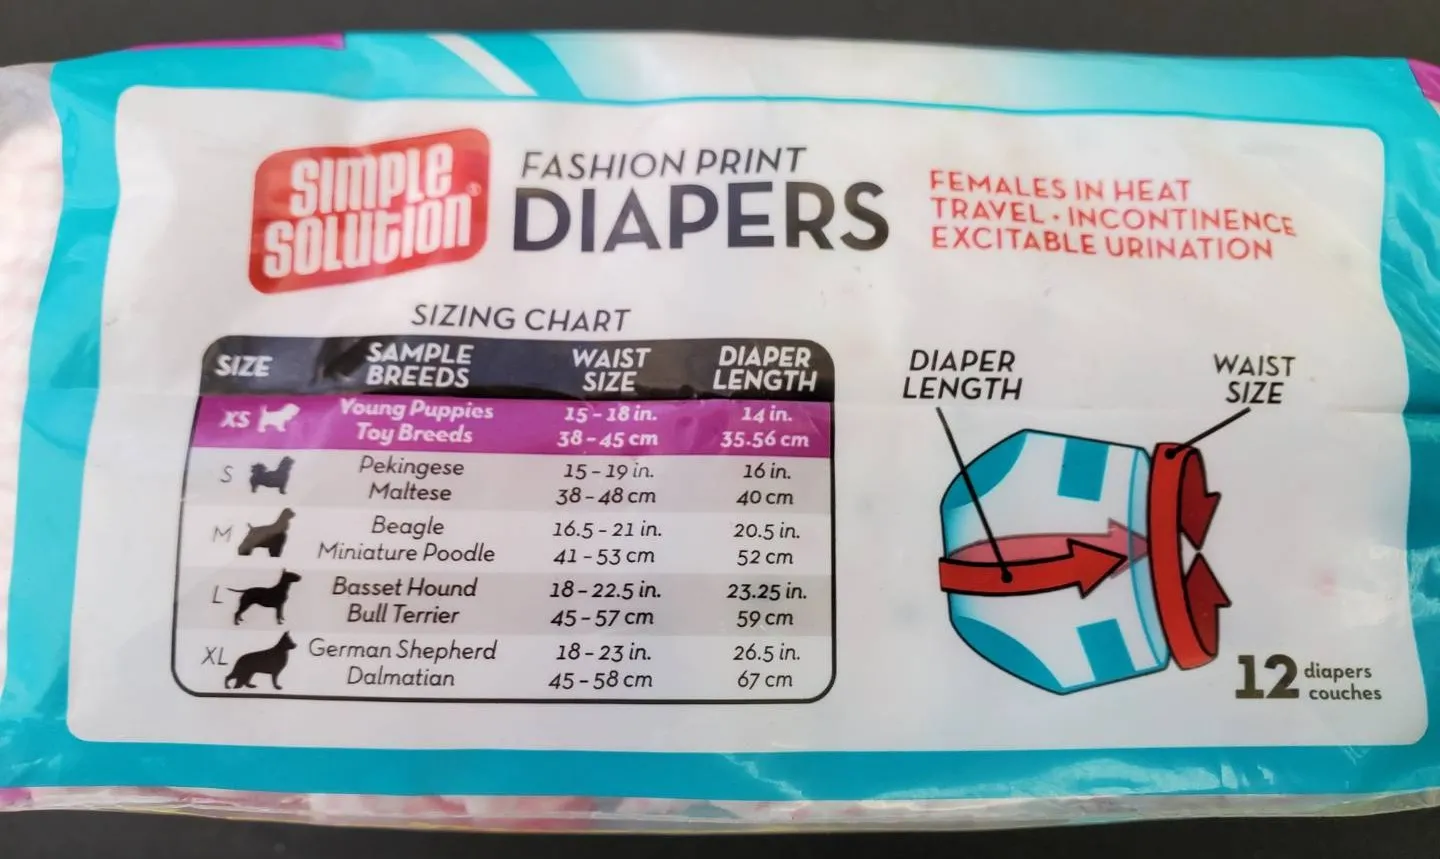 SIMPLE
SOLUTION®
FASHION PRINT
DIAPERS
FEMALES IN HEAT
TRAVEL • INCONTINENCE
EXCITABLE URINATION
SIZING CHART
SIZE SAMPLE BREEDS WAIST SIZE DIAPER LENGTH
XS Young Puppies 15 - 18 in. 14 in.
Toy Breeds 38 - 45 cm 35.56 cm
S Pekingese 15 - 19 in. 16 in.
Maltese 38 - 48 cm 40 cm
M Beagle 16.5 - 21 in. 20.5 in.
Miniature Poodle 41 - 53 cm 52 cm
L Basset Hound 18 - 22.5 in. 23.25 in.
Bull Terrier 45 - 57 cm 59 cm
XL German Shepherd 18 - 23 in. 26.5 in.
Dalmatian 45 - 58 cm 67 cm
DIAPER
LENGTH
WAIST
SIZE
12 diapers
couches